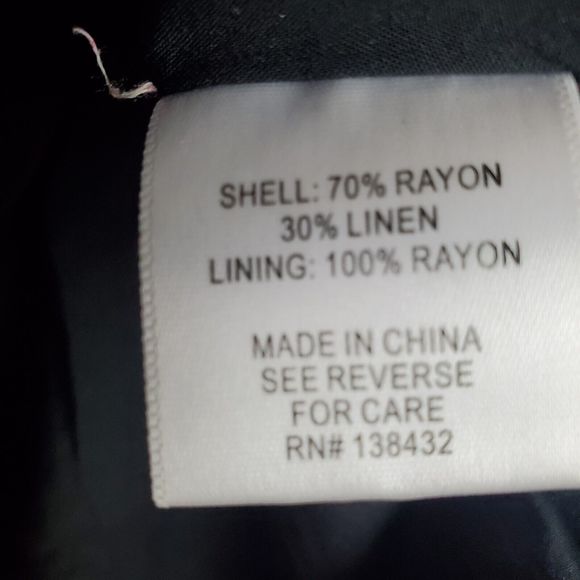 SHELL: 70% RAYON
30% LINEN
LINING: 100% RAYON
MADE IN CHINA
SEE REVERSE
FOR CARE
RN# 138432